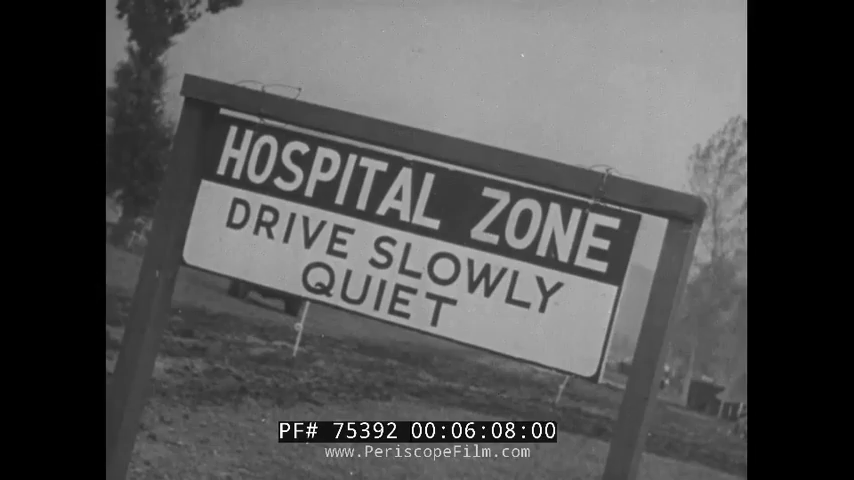 HOSPITAL ZONE
DRIVE SLOWLY
QUIET
PF# 75392 00:06:08:00
www.PeriscopeFilm.com